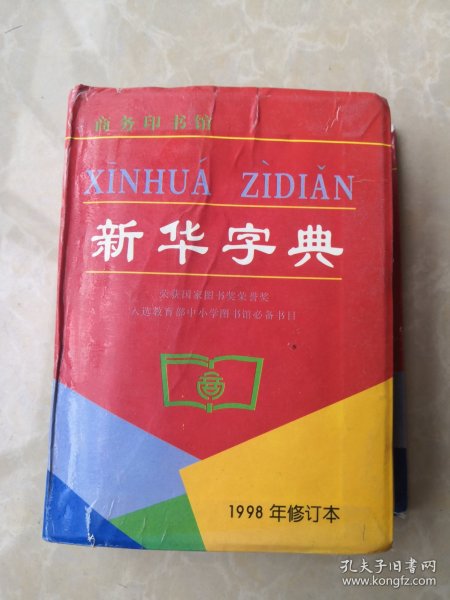 商务印书馆
XĪNHUÁ ZÌDIǍN
新华字典
荣获国家图书奖荣誉奖
入选教育部中小学图书馆必备书目
商
1998年修订本
孔夫子旧书网
www.kongfz.com